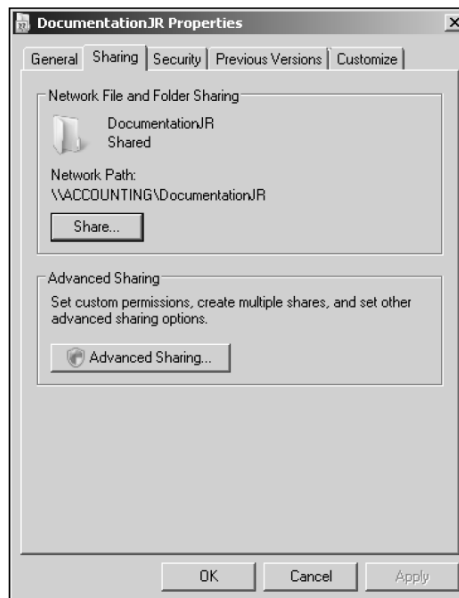 DocumentationJR Properties
General Sharing Security Previous Versions Customize
Network File and Folder Sharing
DocumentationJR
Shared
Network Path:
\\ACCOUNTING\DocumentationJR
Share...
Advanced Sharing
Set custom permissions, create multiple shares, and set other
advanced sharing options.
Advanced Sharing...
OK Cancel Apply